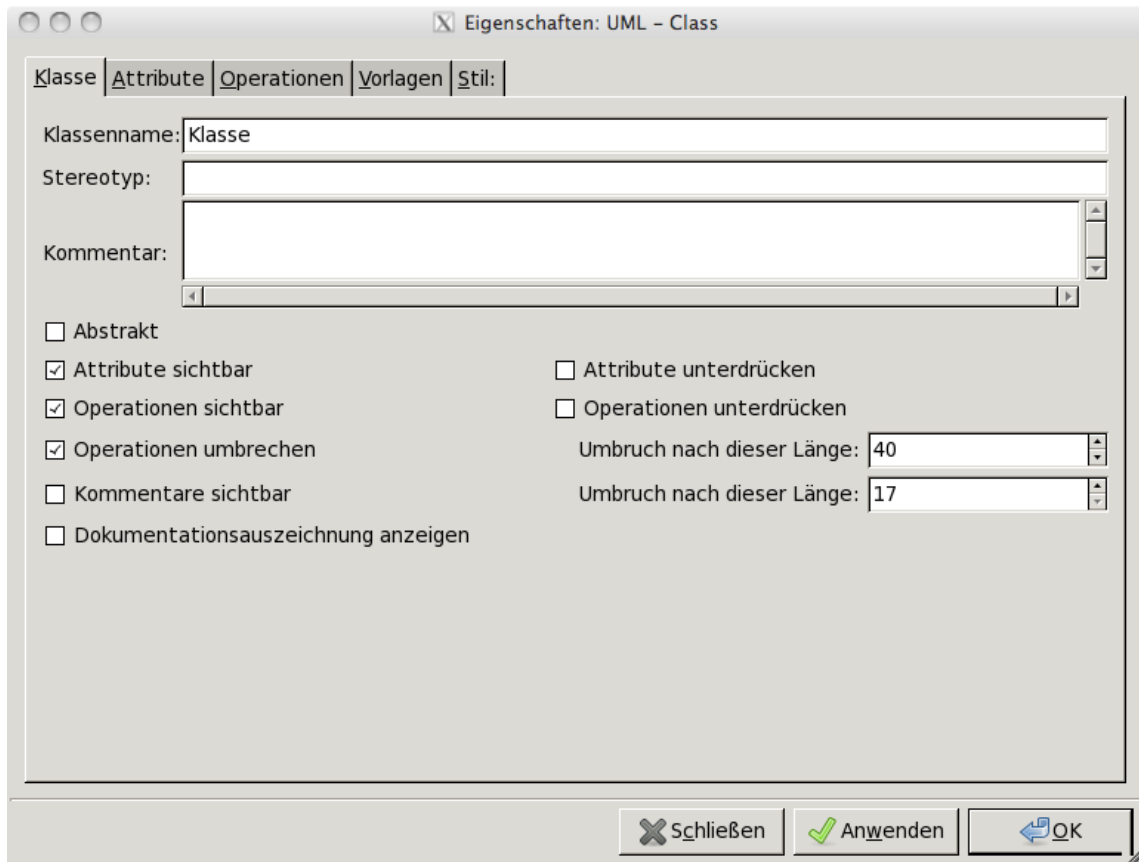 Eigenschaften: UML – Class
Klasse Attribute Operationen Vorlagen Stil:
Klassenname: Klasse
Stereotyp:
Kommentar:
Abstrakt
Attribute sichtbar Attribute unterdrücken
Operationen sichtbar Operationen unterdrücken
Operationen umbrechen Umbruch nach dieser Länge: 40
Kommentare sichtbar Umbruch nach dieser Länge: 17
Dokumentationsauszeichnung anzeigen
Schließen Anwenden OK